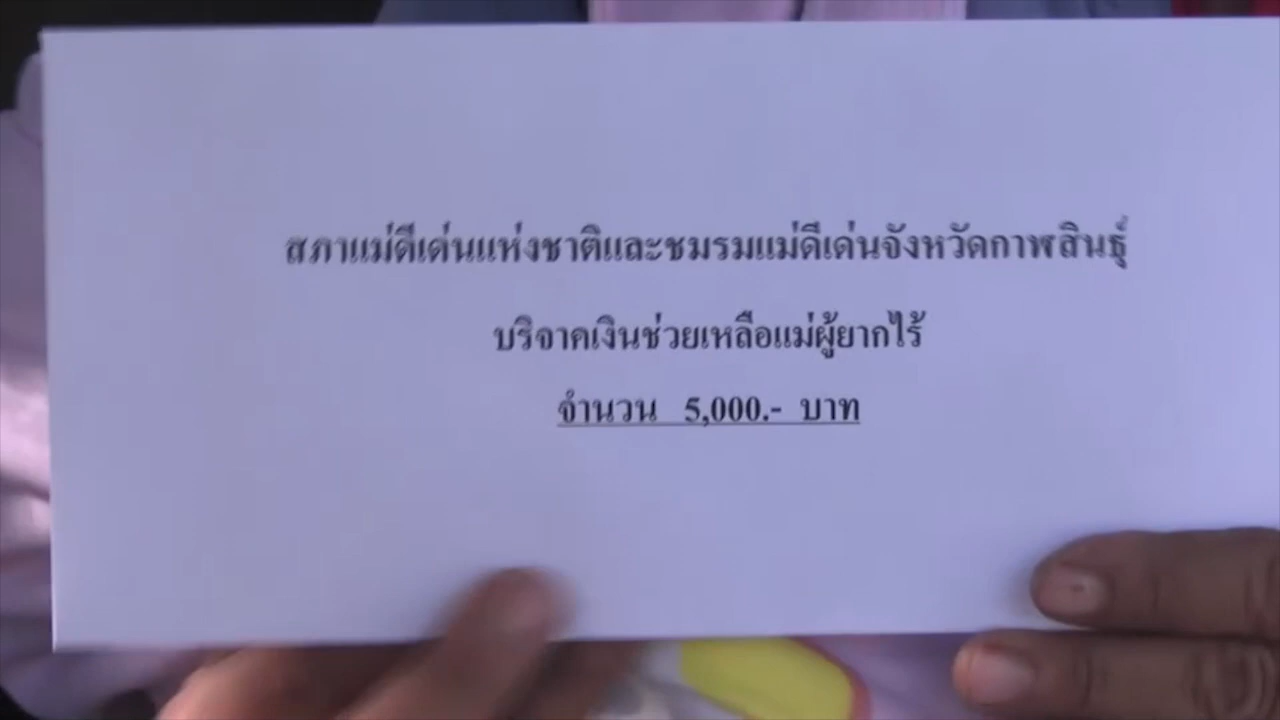 สภาแม่ดีเด่นแห่งชาติและชมรมแม่ดีเด่นจังหวัดกาฬสินธุ์
บริจาคเงินช่วยเหลือแม่ผู้ยากไร้
จำนวน 5,000.- บาท